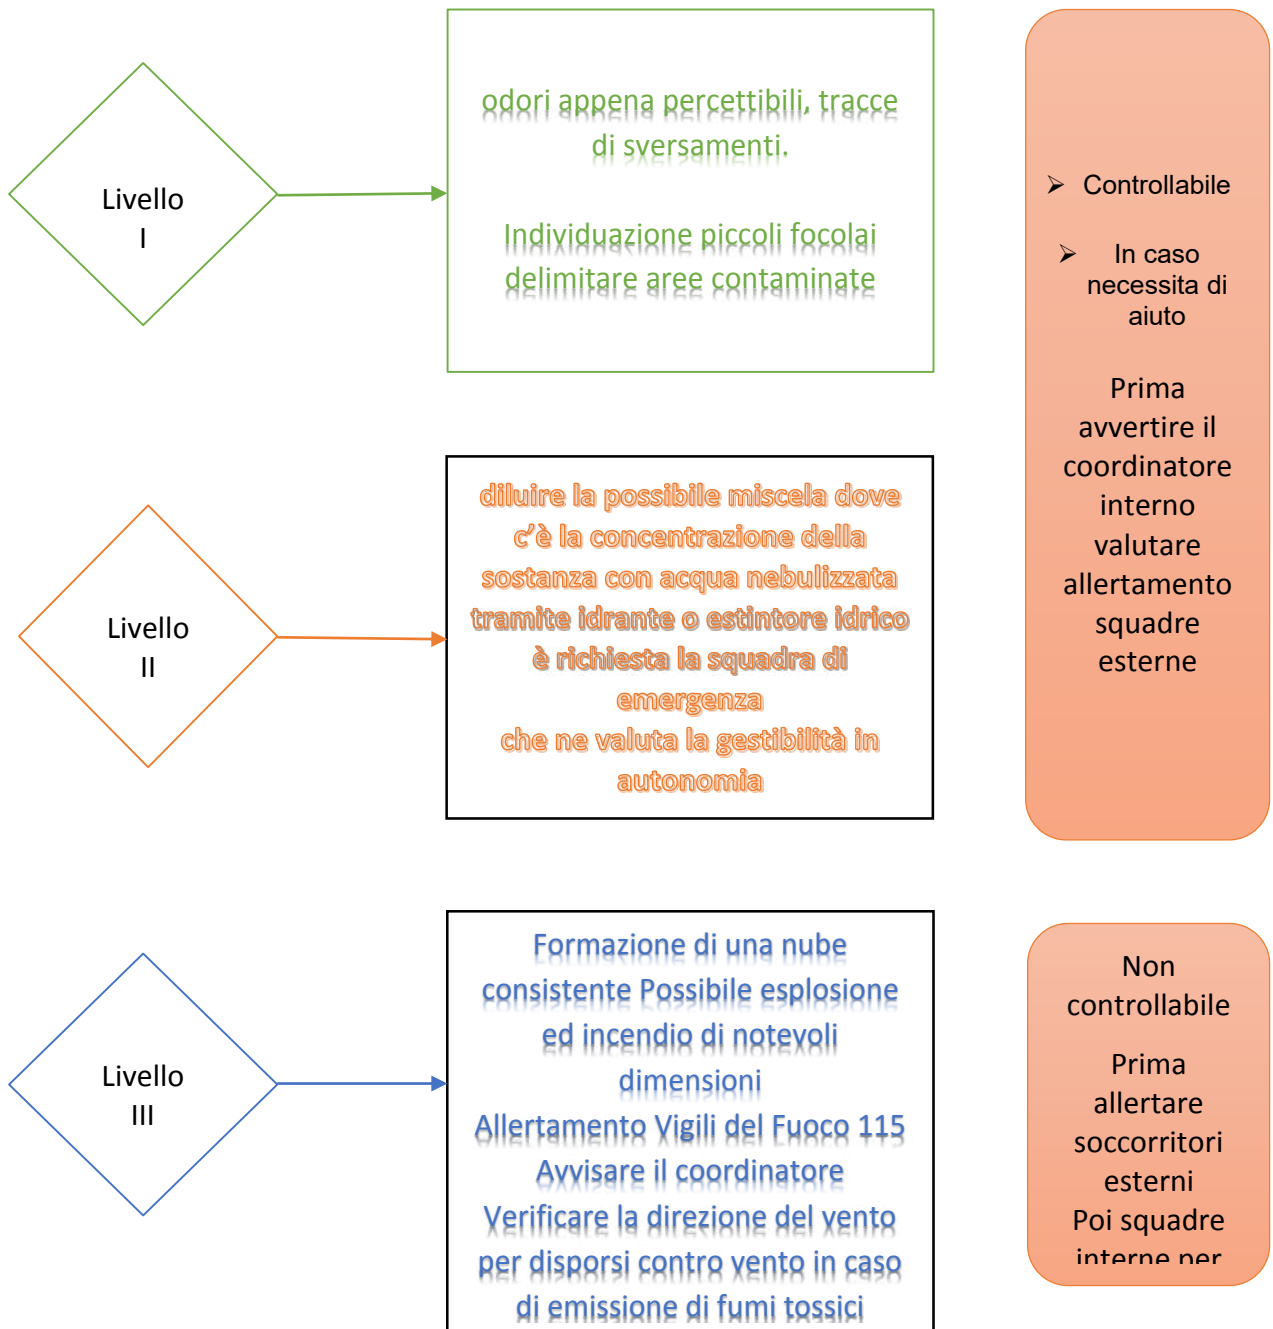 Livello
I
odori appena percettibili, tracce
di sversamenti.
Individuazione piccoli focolai
delimitare aree contaminate
➢ Controllabile
➢ In caso
necessita di
aiuto
Prima
avvertire il
coordinatore
interno
valutare
allertamento
squadre
esterne
Livello
II
diluire la possibile miscela dove
c’è la concentrazione della
sostanza con acqua nebulizzata
tramite idrante o estintore idrico
è richiesta la squadra di
emergenza
che ne valuta la gestibilità in
autonomia
Livello
III
Formazione di una nube
consistente Possibile esplosione
ed incendio di notevoli
dimensioni
Allertamento Vigili del Fuoco 115
Avvisare il coordinatore
Verificare la direzione del vento
per disporsi contro vento in caso
di emissione di fumi tossici
Non
controllabile
Prima
allertare
soccorritori
esterni
Poi squadre
interne per